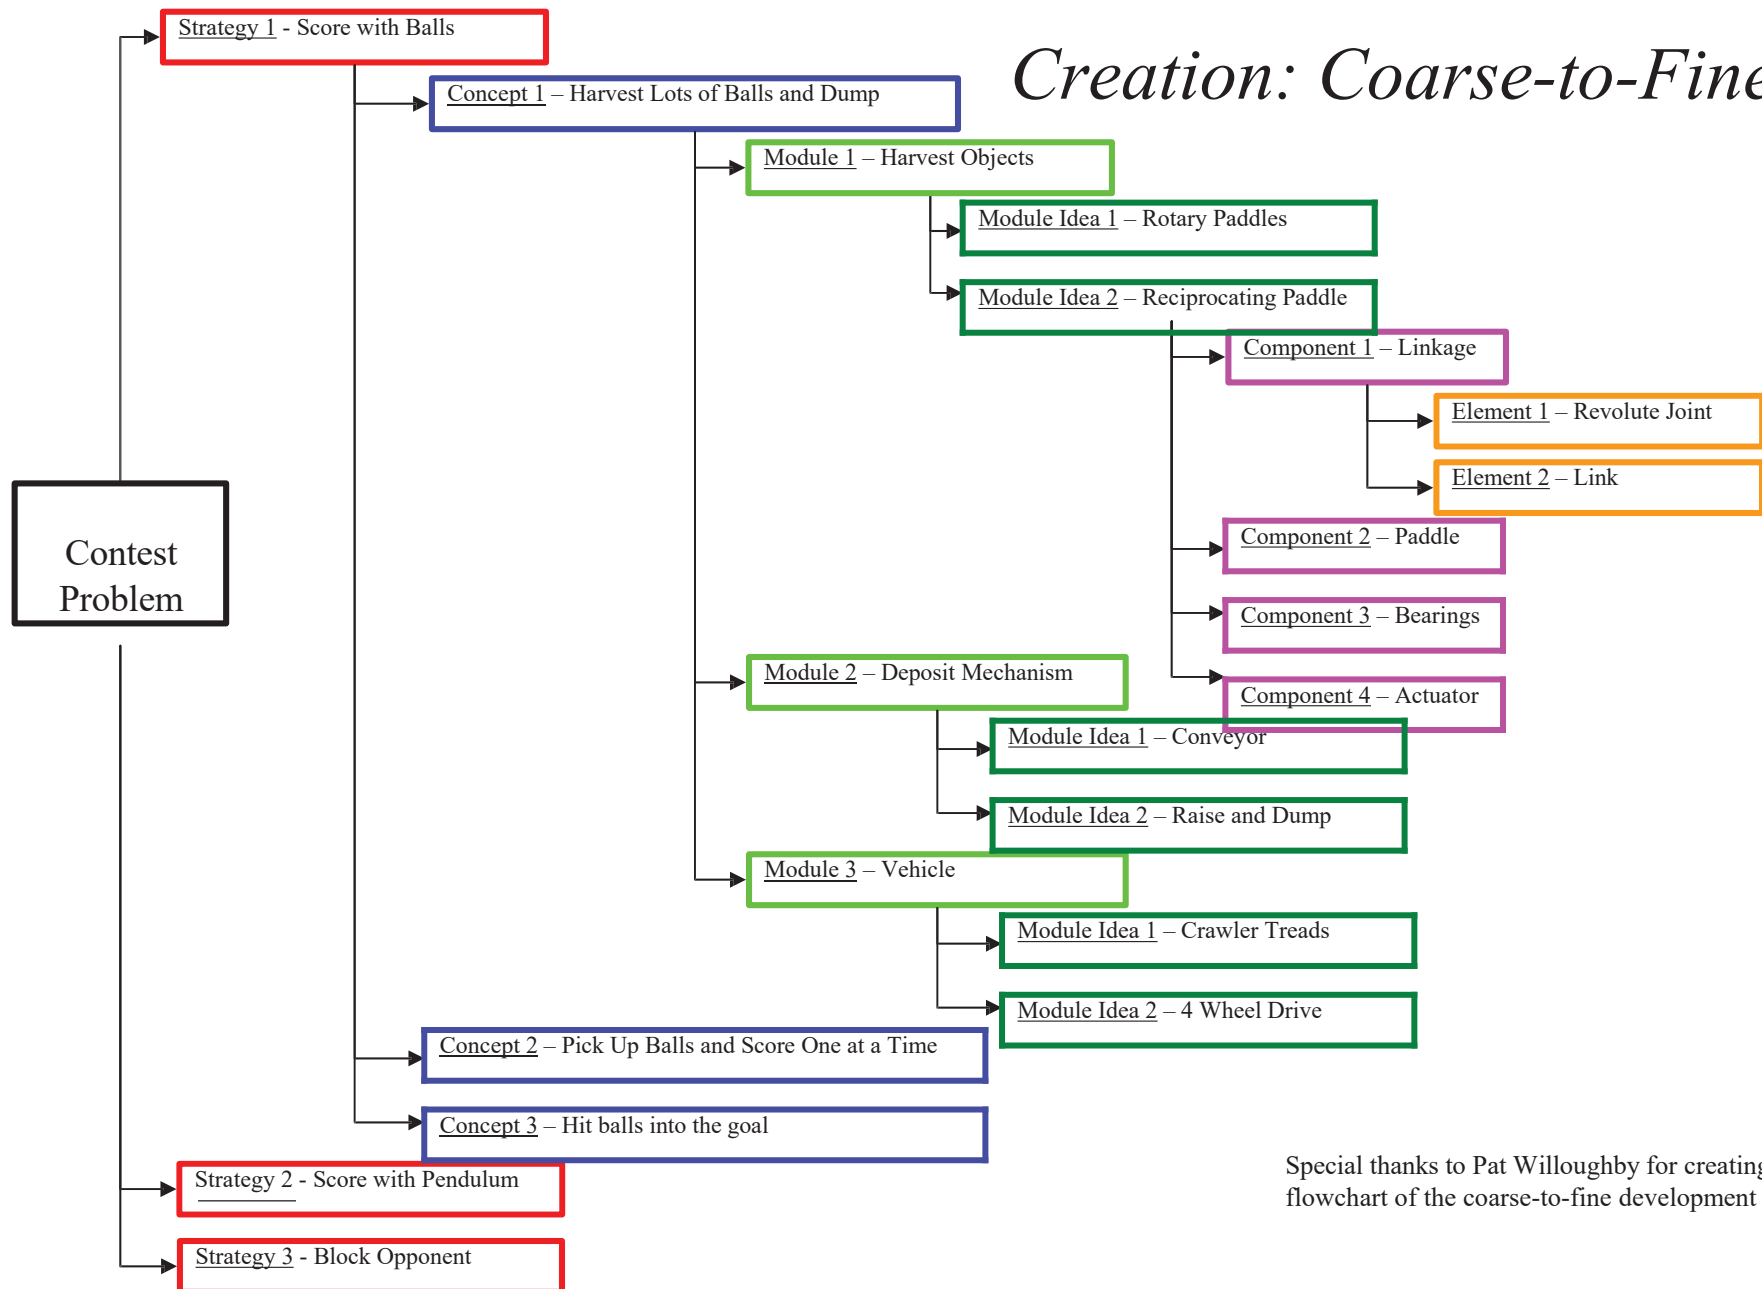 Strategy 1 - Score with Balls
Creation: Coarse-to-Fine
Concept 1 – Harvest Lots of Balls and Dump
Module 1 – Harvest Objects
Module Idea 1 – Rotary Paddles
Module Idea 2 – Reciprocating Paddle
Component 1 – Linkage
Element 1 – Revolute Joint
Element 2 – Link
Contest
Problem
Component 2 – Paddle
Component 3 – Bearings
Module 2 – Deposit Mechanism
Component 4 – Actuator
Module Idea 1 – Conveyor
Module Idea 2 – Raise and Dump
Module 3 – Vehicle
Module Idea 1 – Crawler Treads
Module Idea 2 – 4 Wheel Drive
Concept 2 – Pick Up Balls and Score One at a Time
Concept 3 – Hit balls into the goal
Strategy 2 - Score with Pendulum
Strategy 3 - Block Opponent
Special thanks to Pat Willoughby for creating
flowchart of the coarse-to-fine development